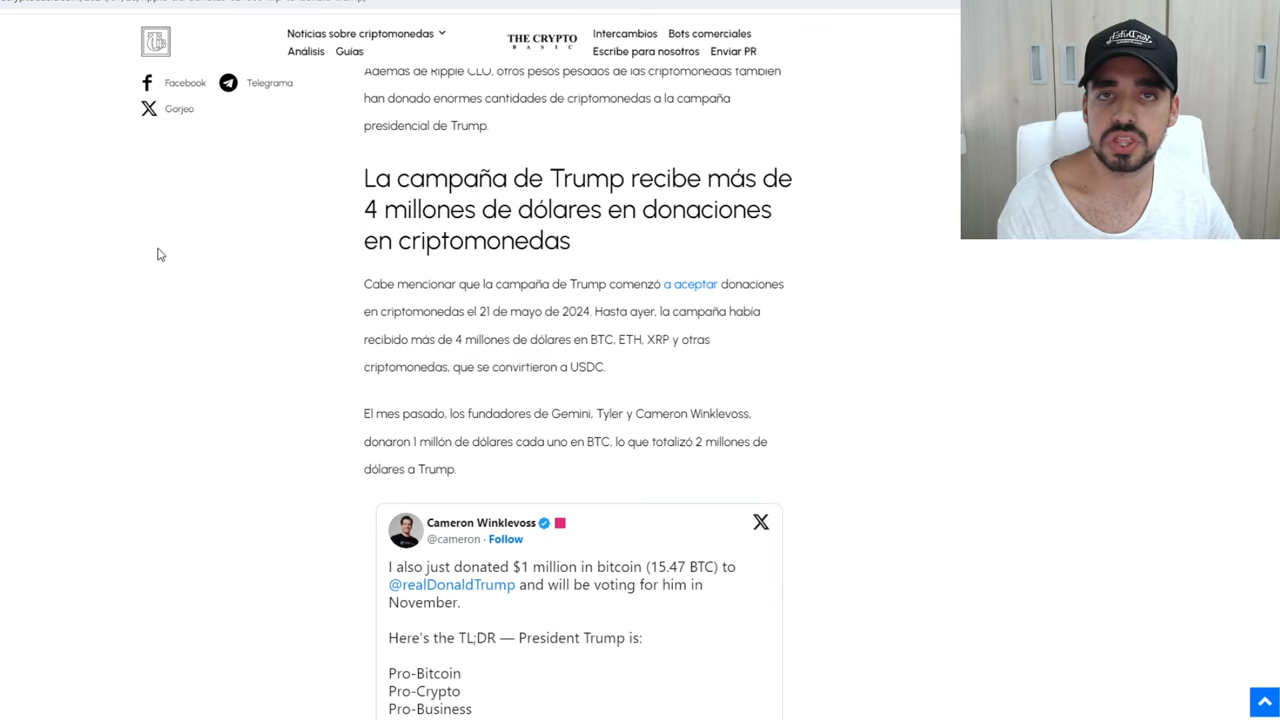 Noticias sobre criptomonedas
Análisis Guías
THE CRYPTO
BASIC
Intercambios Bots comerciales
Escribe para nosotros Enviar PR
Facebook Telegrama
Gorjeo
Además de Ripple CLO, otros pesos pesados de las criptomonedas también
han donado enormes cantidades de criptomonedas a la campaña
presidencial de Trump.
La campaña de Trump recibe más de
4 millones de dólares en donaciones
en criptomonedas
Cabe mencionar que la campaña de Trump comenzó a aceptar donaciones
en criptomonedas el 21 de mayo de 2024. Hasta ayer, la campaña había
recibido más de 4 millones de dólares en BTC, ETH, XRP y otras
criptomonedas, que se convirtieron a USDC.
El mes pasado, los fundadores de Gemini, Tyler y Cameron Winklevoss,
donaron 1 millón de dólares cada uno en BTC, lo que totalizó 2 millones de
dólares a Trump.
Cameron Winklevoss
@cameron · Follow
I also just donated $1 million in bitcoin (15.47 BTC) to
@realDonaldTrump and will be voting for him in
November.
Here's the TL;DR — President Trump is:
Pro-Bitcoin
Pro-Crypto
Pro-Business